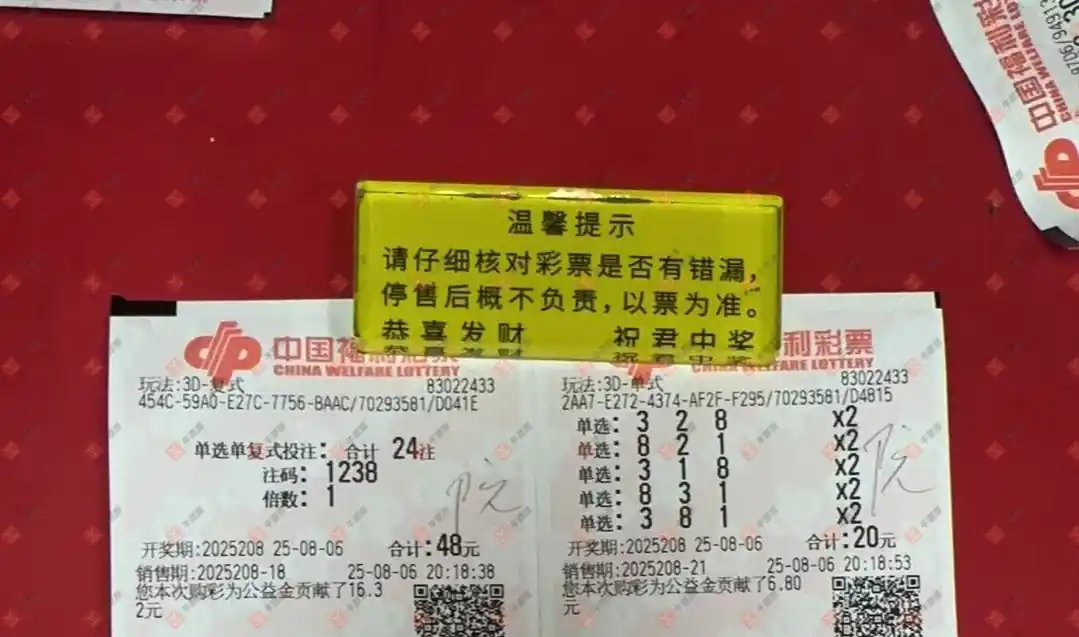 温馨提示
请仔细核对彩票是否有错漏，
停售后概不负责，以票为准。
恭喜发财 祝君中奖
中国福利彩票
CHINA WELFARE LOTTERY
玩法:3D-复式 83022433
454C-59A0-E27C-7756-BAAC/70293581/D041E
单选单复式投注: 合计 24注
注码: 1238
倍数: 1
开奖期:2025208 25-08-06 合计:48元
销售期:2025208-18 25-08-06 20:18:38
您本次购彩为公益金贡献了16.3
2元
利彩票
WELFARE LOTTERY
玩法:3D-单式 83022433
2AA7-E272-4374-AF2F-F295/70293581/D4815
单选: 3 2 8 x2
单选: 8 2 1 x2
单选: 3 1 8 x2
单选: 8 3 1 x2
单选: 3 8 1 x2
开奖期:2025208 25-08-06 合计:20元
销售期:2025208-21 25-08-06 20:18:53
您本次购彩为公益金贡献了6.80
元
中国福利彩
CHINA WELFARE LO